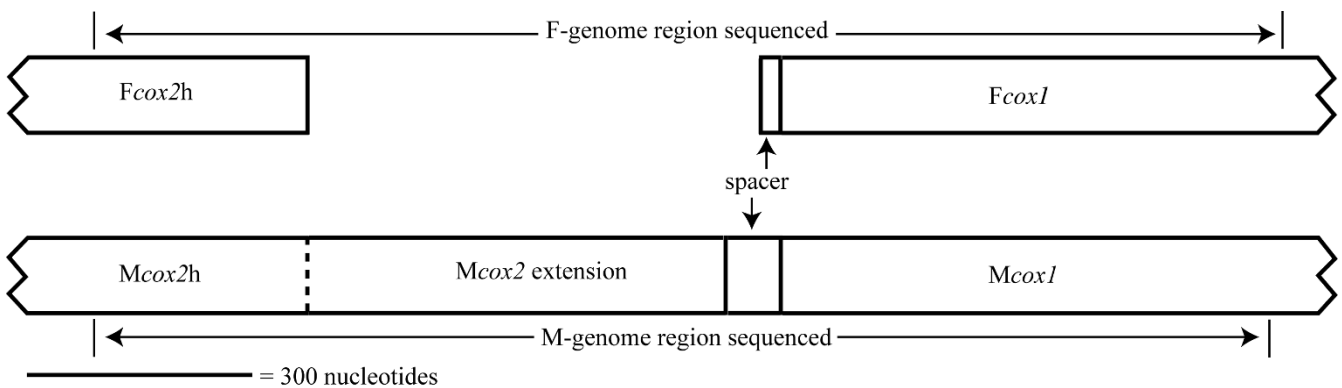 F-genome region sequenced
Fcox2h
Fcox1
spacer
Mcox2h
Mcox2 extension
Mcox1
M-genome region sequenced
= 300 nucleotides